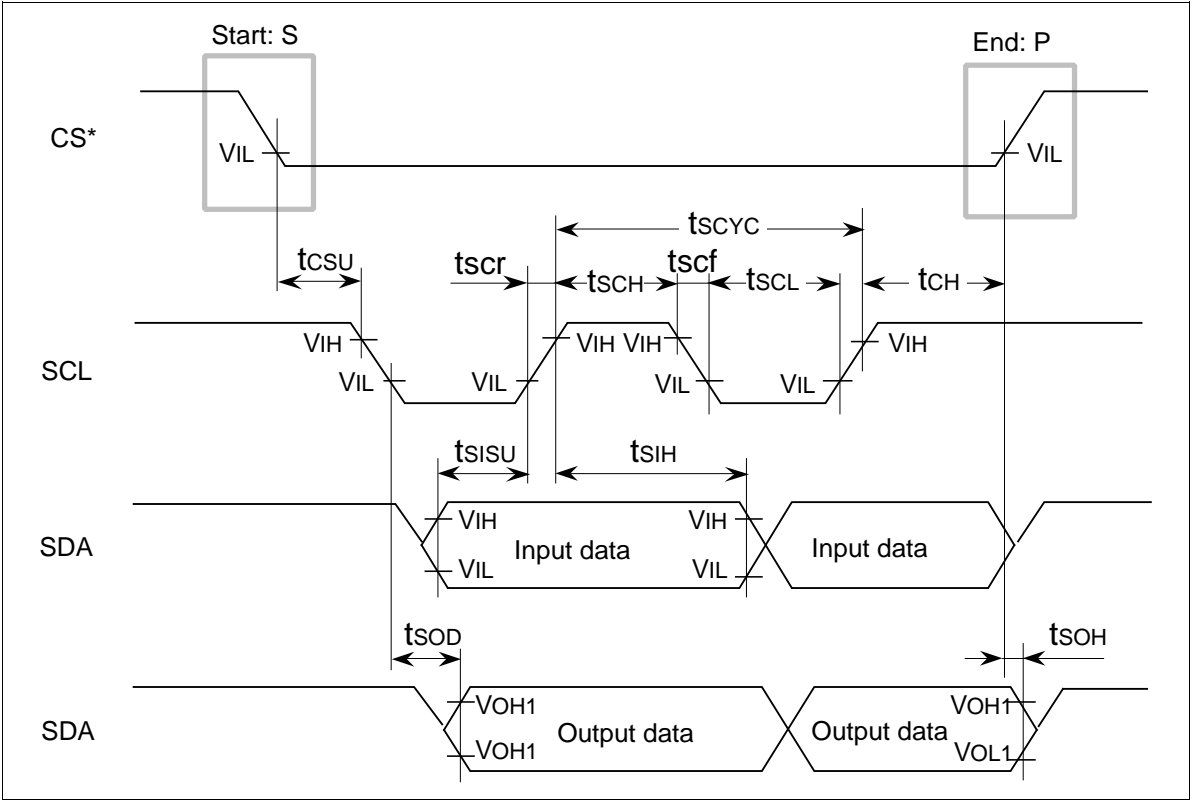 Start: S
End: P
CS*
VIL
VIL
tSCYC
tCSU
tscr
tSCH
tscf
tSCL
tCH
SCL
VIH
VIL
VIL
VIH
VIH
VIL
VIL
VIH
tSISU
tSIH
SDA
VIH
VIL
Input data
VIH
VIL
Input data
tSOD
tSOH
SDA
VOH1
VOH1
Output data
Output data
VOH1
VOL1